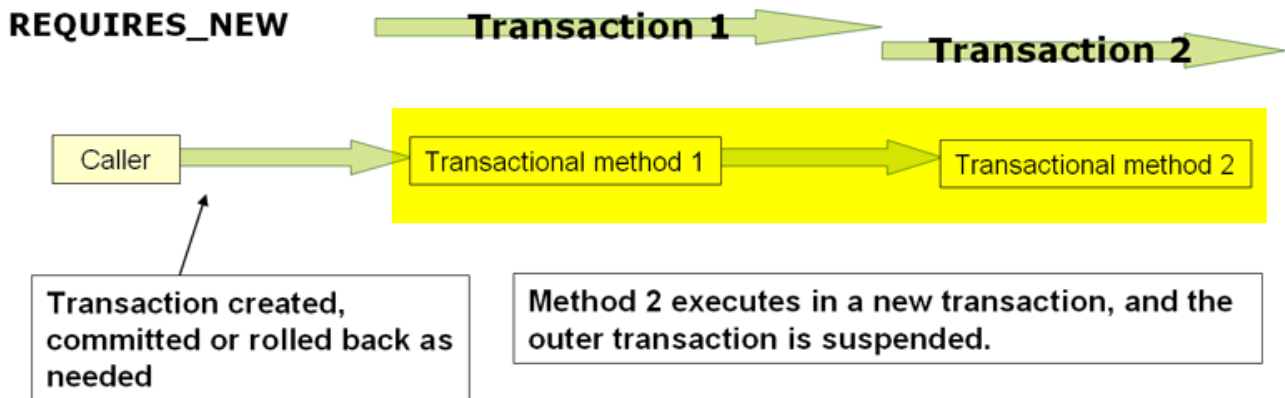 REQUIRES_NEW
Transaction 1
Transaction 2
Caller
Transactional method 1
Transactional method 2
Transaction created,
committed or rolled back as
needed
Method 2 executes in a new transaction, and the
outer transaction is suspended.